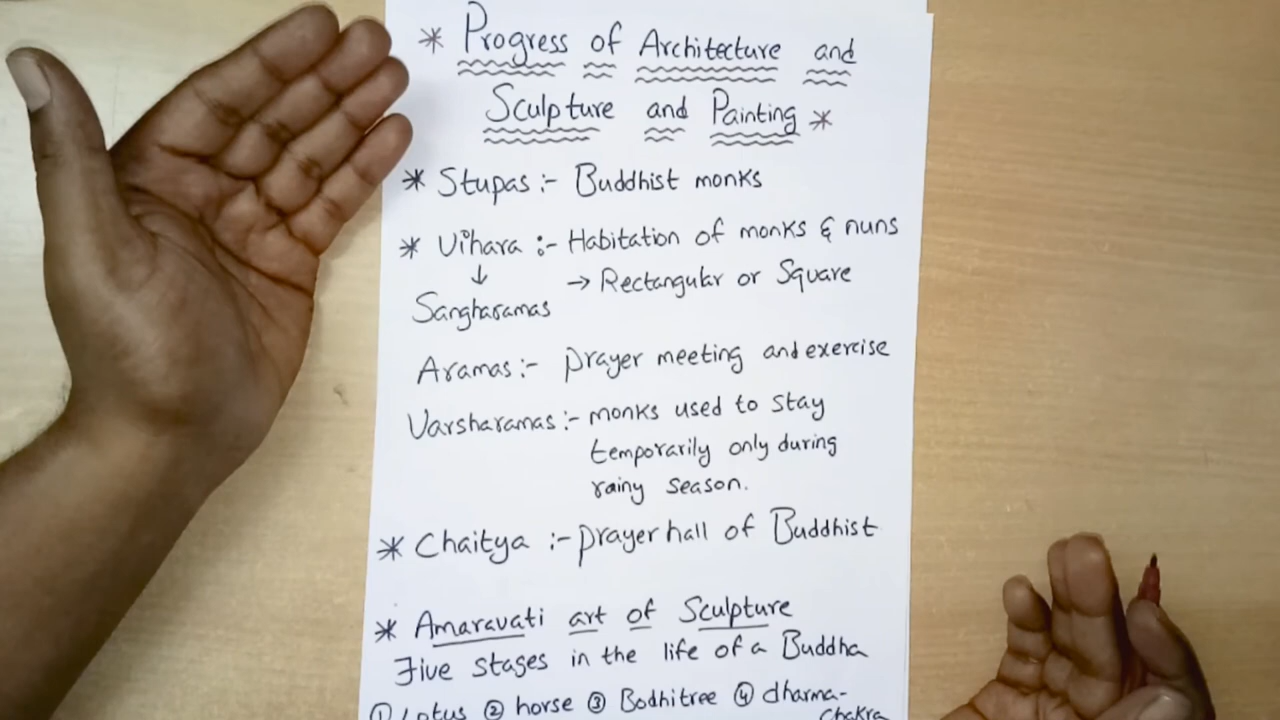 * Progress of Architecture and
Sculpture and Painting *
* Stupas :- Buddhist monks
* Vihara :- Habitation of monks & nuns
↓ → Rectangular or Square
Sangharamas
Aramas :- prayer meeting and exercise
Varsharamas :- monks used to stay
temporarily only during
rainy season.
* Chaitya :- prayer hall of Buddhist
* Amaravati art of Sculpture
Five stages in the life of a Buddha
① Lotus ② horse ③ Bodhitree ④ dharma-
Chakra